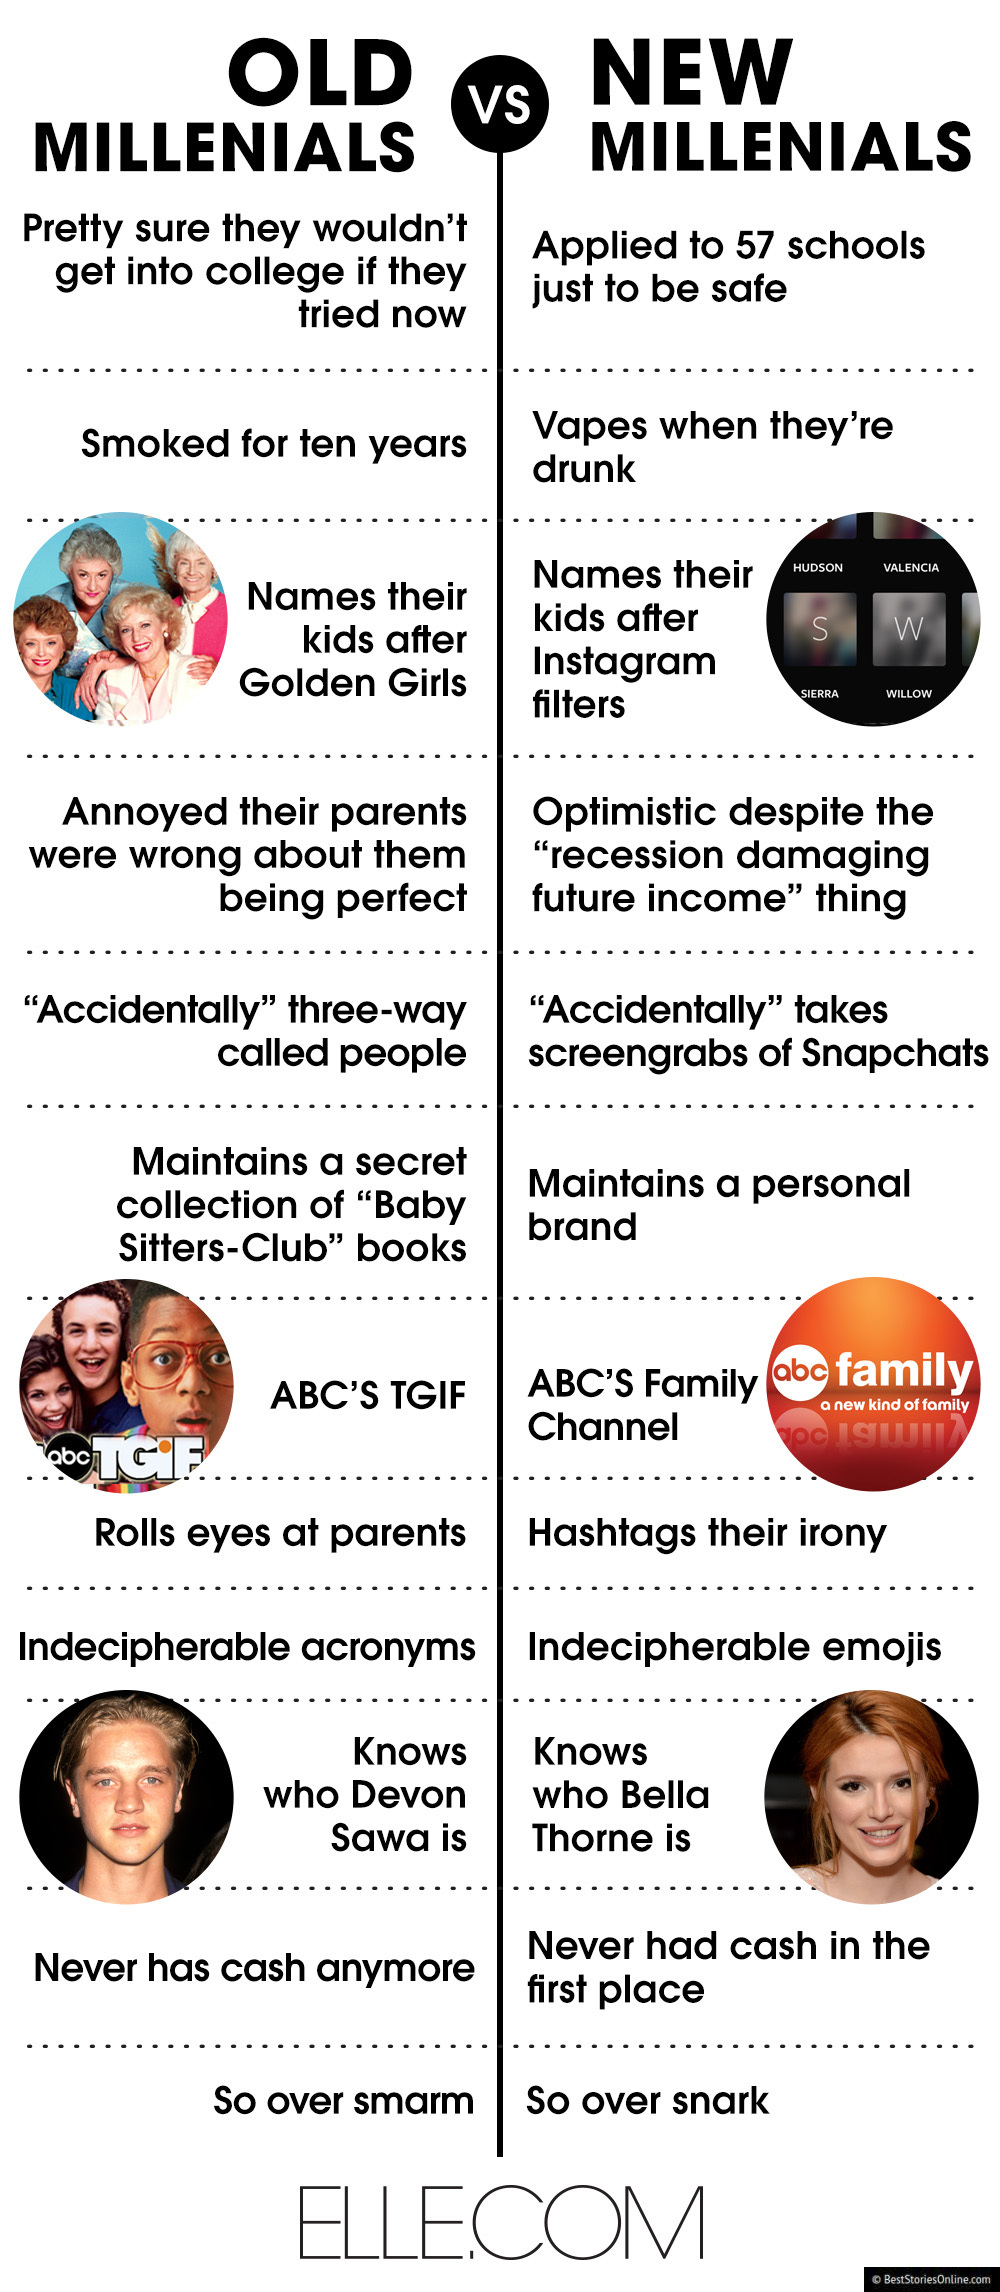 OLD
MILLENIALS
VS
NEW
MILLENIALS
Pretty sure they wouldn't
get into college if they
tried now
Applied to 57 schools
just to be safe
Smoked for ten years
Vapes when they're
drunk
Names their
kids after
Golden Girls
Names their
kids after
Instagram
filters
HUDSON VALENCIA
S W
SIERRA WILLOW
Annoyed their parents
were wrong about them
being perfect
Optimistic despite the
“recession damaging
future income” thing
“Accidentally” three-way
called people
“Accidentally” takes
screengrabs of Snapchats
Maintains a secret
collection of “Baby
Sitters-Club” books
Maintains a personal
brand
abc TGIF
ABC'S TGIF
ABC'S Family
Channel
abc family
a new kind of family
Rolls eyes at parents
Hashtags their irony
Indecipherable acronyms
Indecipherable emojis
Knows
who Devon
Sawa is
Knows
who Bella
Thorne is
Never has cash anymore
Never had cash in the
first place
So over smarm
So over snark
ELLE.COM
© BestStoriesOnline.com